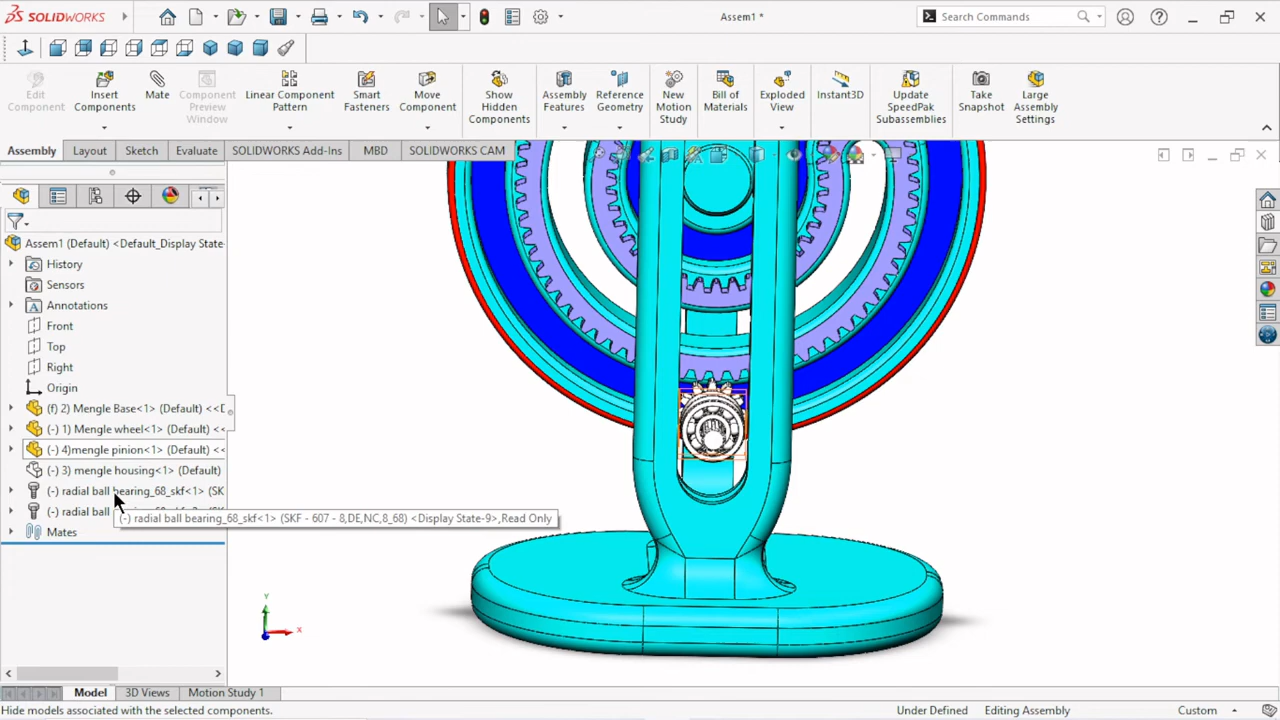 SOLIDWORKS
Assem1 *
Search Commands
Edit Component
Insert Components
Mate
Component Preview Window
Linear Component Pattern
Smart Fasteners
Move Component
Show Hidden Components
Assembly Features
Reference Geometry
New Motion Study
Bill of Materials
Exploded View
Instant3D
Update SpeedPak Subassemblies
Take Snapshot
Large Assembly Settings
Assembly
Layout
Sketch
Evaluate
SOLIDWORKS Add-Ins
MBD
SOLIDWORKS CAM
Assem1 (Default) <Default_Display State-
History
Sensors
Annotations
Front
Top
Right
Origin
(f) 2) Mengle Base<1> (Default) <<D
(-) 1) Mengle wheel<1> (Default) <<
(-) 4)mengle pinion<1> (Default) <<
(-) 3) mengle housing<1> (Default)
(-) radial ball bearing_68_skf<1> (SK
(-) radial ball
(-) radial ball bearing_68_skf<1> (SKF - 607 - 8,DE,NC,8_68) <Display State-9>,Read Only
Mates
Y
X
Model
3D Views
Motion Study 1
Hide models associated with the selected components.
Under Defined
Editing Assembly
Custom